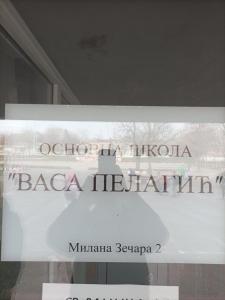 ОСНОВНА ШКОЛА
"ВАСА ПЕЛАГИЋ"
Милана Зечара 2